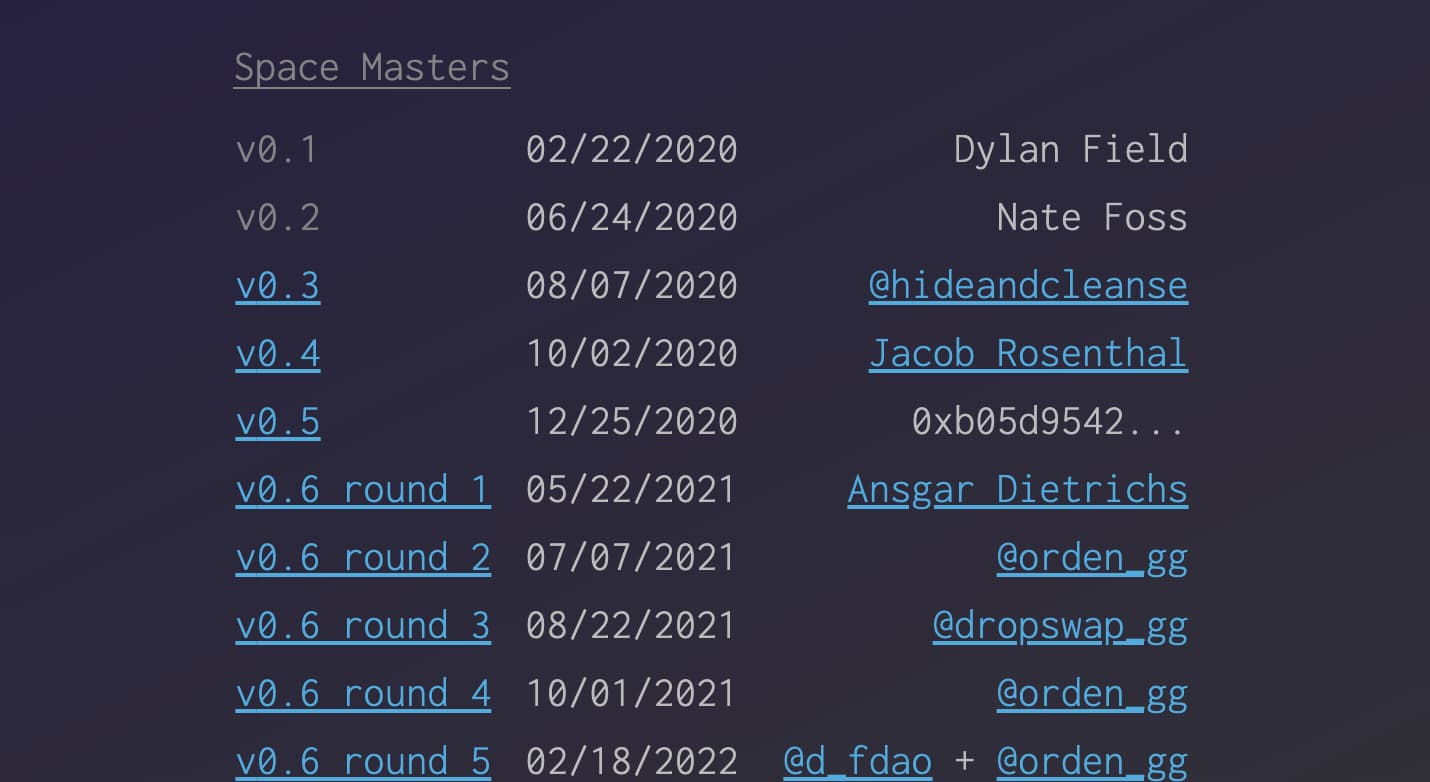 Space Masters
v0.1 02/22/2020 Dylan Field
v0.2 06/24/2020 Nate Foss
v0.3 08/07/2020 @hideandcleanse
v0.4 10/02/2020 Jacob Rosenthal
v0.5 12/25/2020 0xb05d9542...
v0.6 round 1 05/22/2021 Ansgar Dietrichs
v0.6 round 2 07/07/2021 @orden_gg
v0.6 round 3 08/22/2021 @dropswap_gg
v0.6 round 4 10/01/2021 @orden_gg
v0.6 round 5 02/18/2022 @d_fdao + @orden_gg